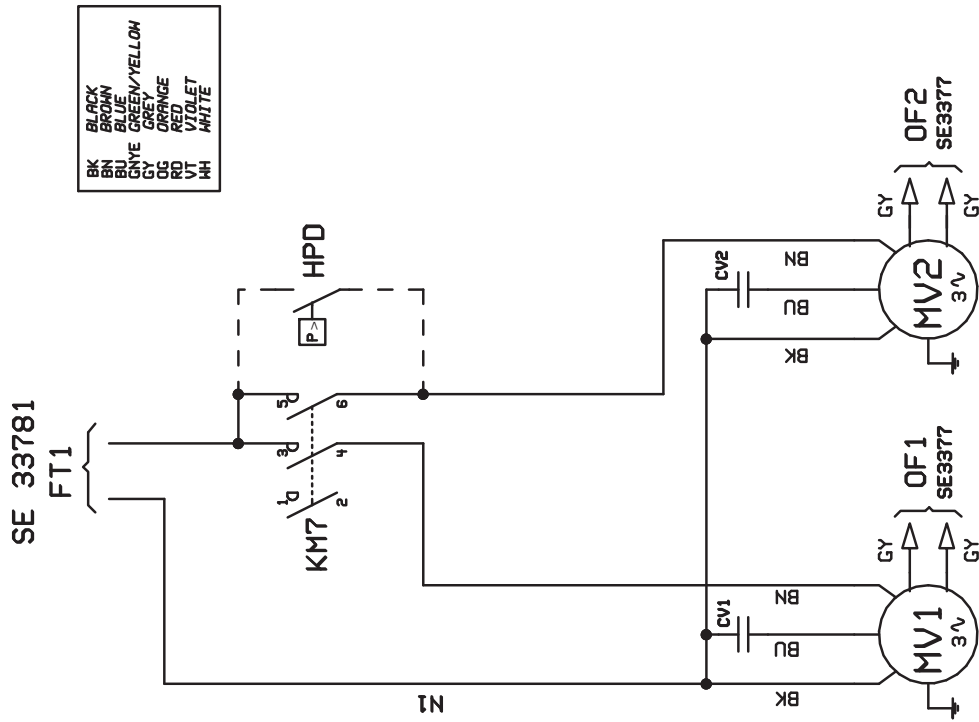 BK BLACK
BN BROWN
BU BLUE
GNYE GREEN/YELLOW
GY GREY
OG ORANGE
RD RED
VT VIOLET
WH WHITE
SE 33781
FT1
HPD
P>
1
2
3
4
5
6
KM7
N1
CV1
BK
BU
BN
MV1
3∿
GY
GY
OF1
SE3377
CV2
BK
BU
BN
MV2
3∿
GY
GY
OF2
SE3377